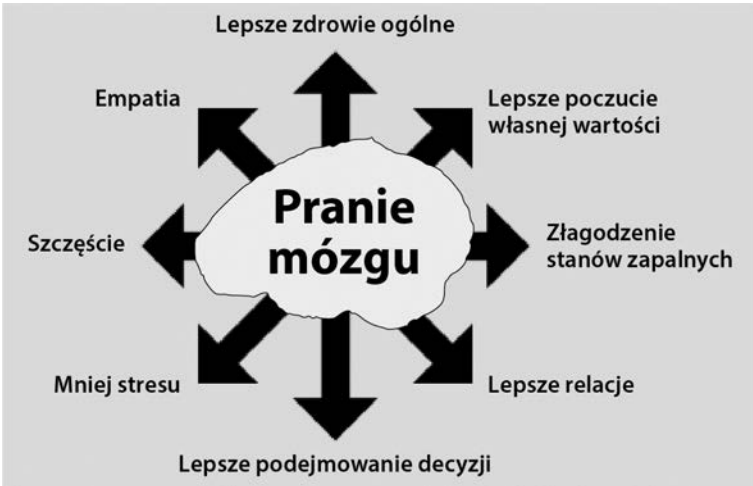 Lepsze zdrowie ogólne
Empatia
Lepsze poczucie
własnej wartości
Pranie
mózgu
Szczęście
Złagodzenie
stanów zapalnych
Mniej stresu
Lepsze relacje
Lepsze podejmowanie decyzji